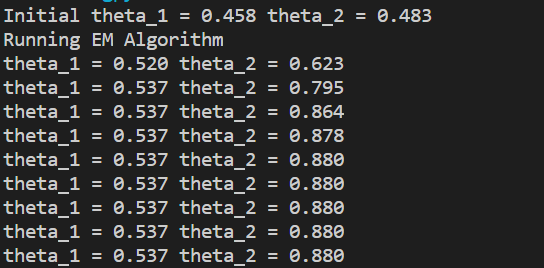 Initial theta_1 = 0.458 theta_2 = 0.483
Running EM Algorithm
theta_1 = 0.520 theta_2 = 0.623
theta_1 = 0.537 theta_2 = 0.795
theta_1 = 0.537 theta_2 = 0.864
theta_1 = 0.537 theta_2 = 0.878
theta_1 = 0.537 theta_2 = 0.880
theta_1 = 0.537 theta_2 = 0.880
theta_1 = 0.537 theta_2 = 0.880
theta_1 = 0.537 theta_2 = 0.880
theta_1 = 0.537 theta_2 = 0.880